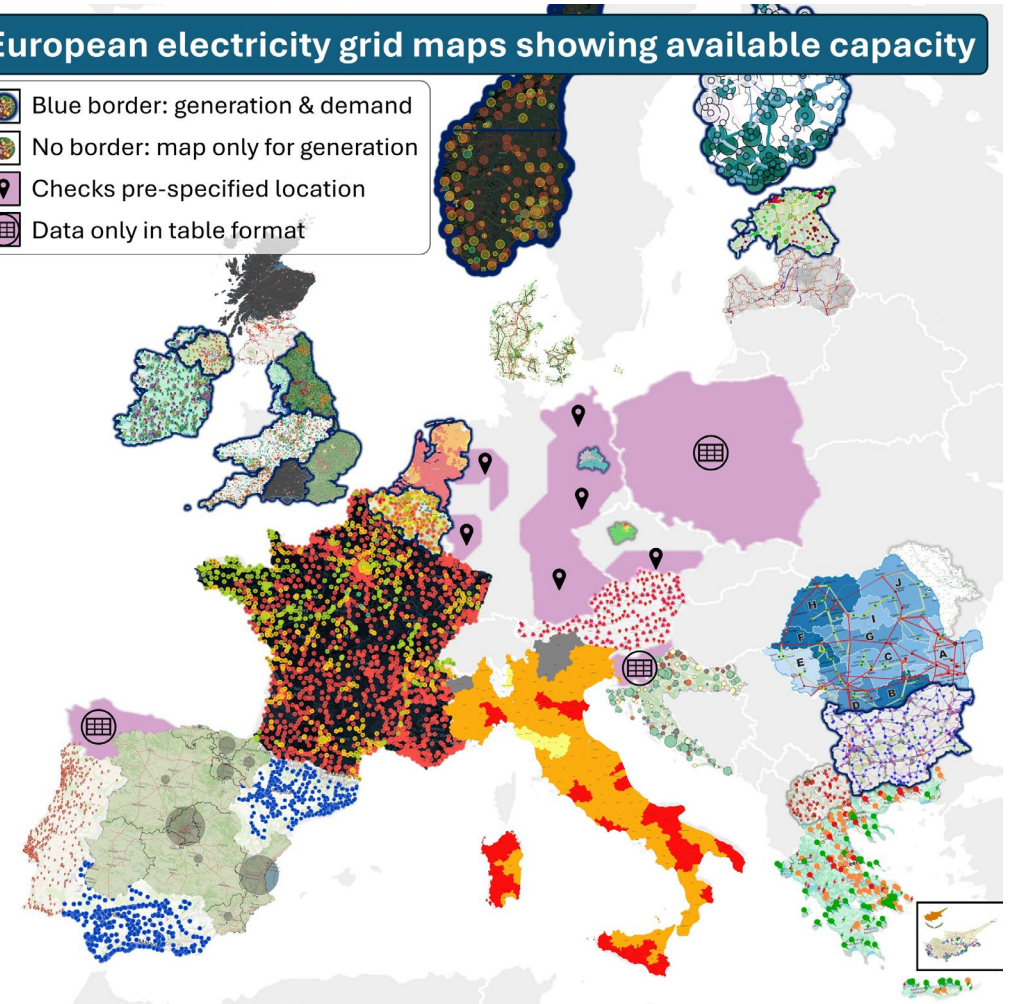 European electricity grid maps showing available capacity
Blue border: generation & demand
No border: map only for generation
Checks pre-specified location
Data only in table format
J
H
I
F
G
E
C
A
B
D